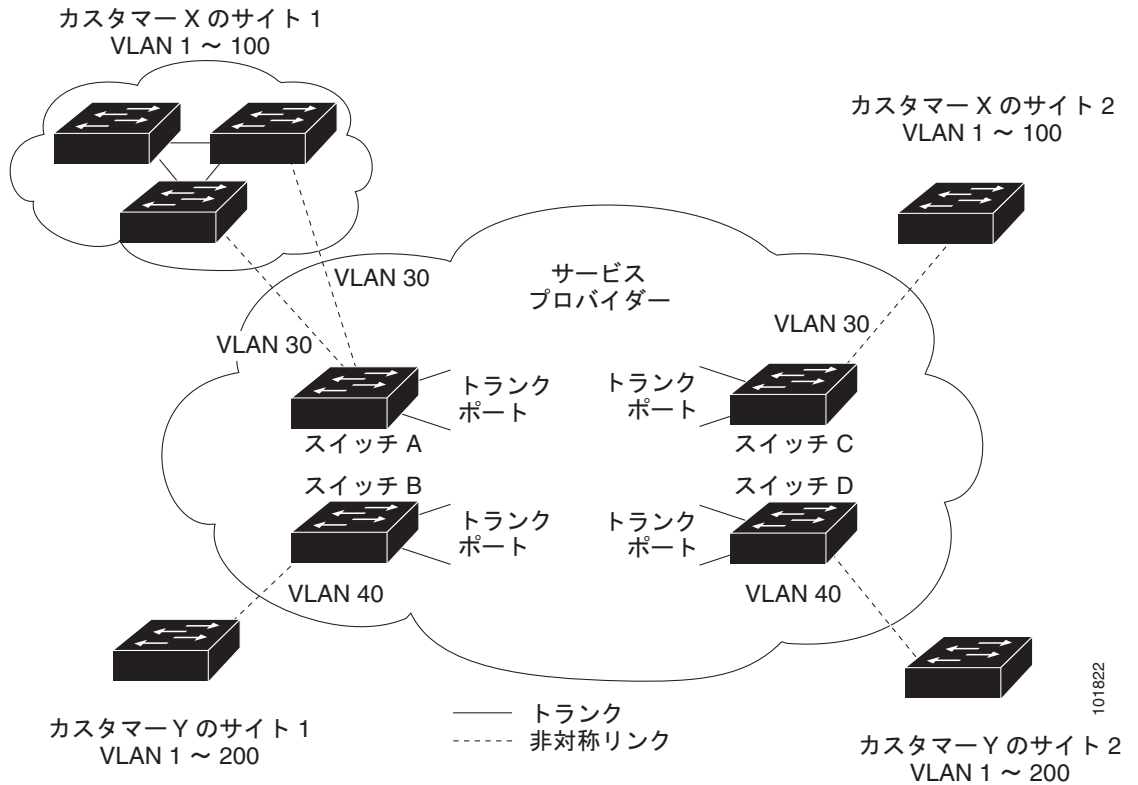 カスタマー X のサイト 1
VLAN 1 ～ 100
カスタマー X のサイト 2
VLAN 1 ～ 100
VLAN 30
サービス
プロバイダー
VLAN 30
VLAN 30
トランク
ポート
トランク
ポート
スイッチ A
スイッチ C
スイッチ B
スイッチ D
トランク
ポート
トランク
ポート
VLAN 40
VLAN 40
カスタマー Y のサイト 1
VLAN 1 ～ 200
トランク
非対称リンク
101822
カスタマー Y のサイト 2
VLAN 1 ～ 200